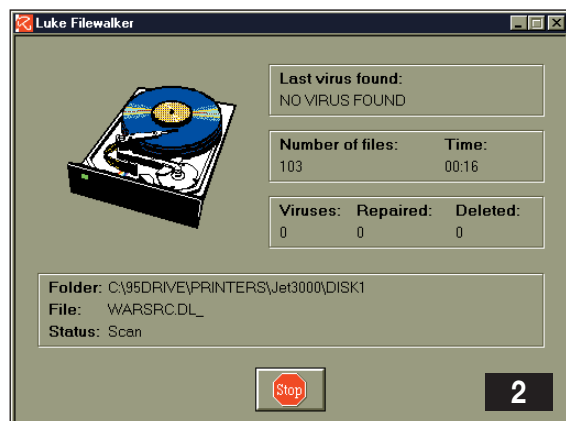 Luke Filewalker
Last virus found:
NO VIRUS FOUND
Number of files: Time:
103 00:16
Viruses: Repaired: Deleted:
0 0 0
Folder: C:\95DRIVE\PRINTERS\Jet3000\DISK1
File: WARSRC.DL_
Status: Scan
Stop
2